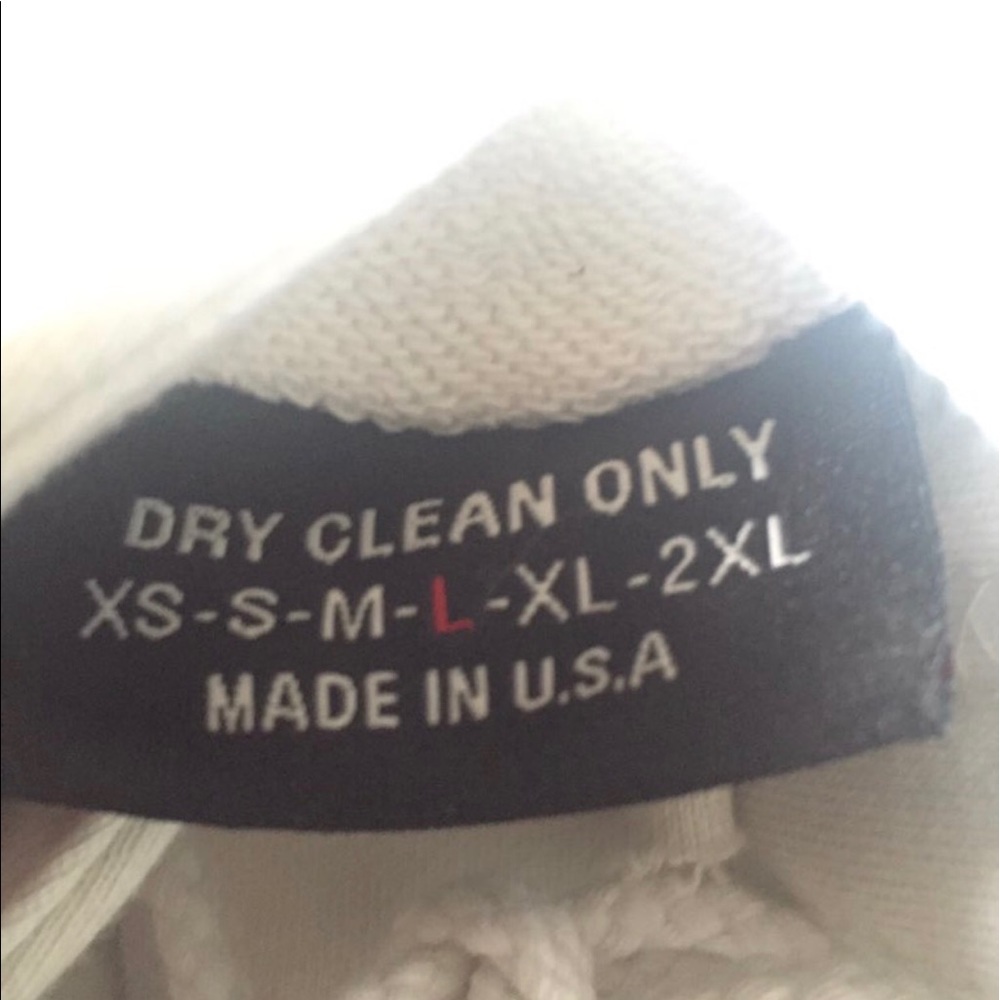 DRY CLEAN ONLY
XS-S-M-L-XL-2XL
MADE IN U.S.A